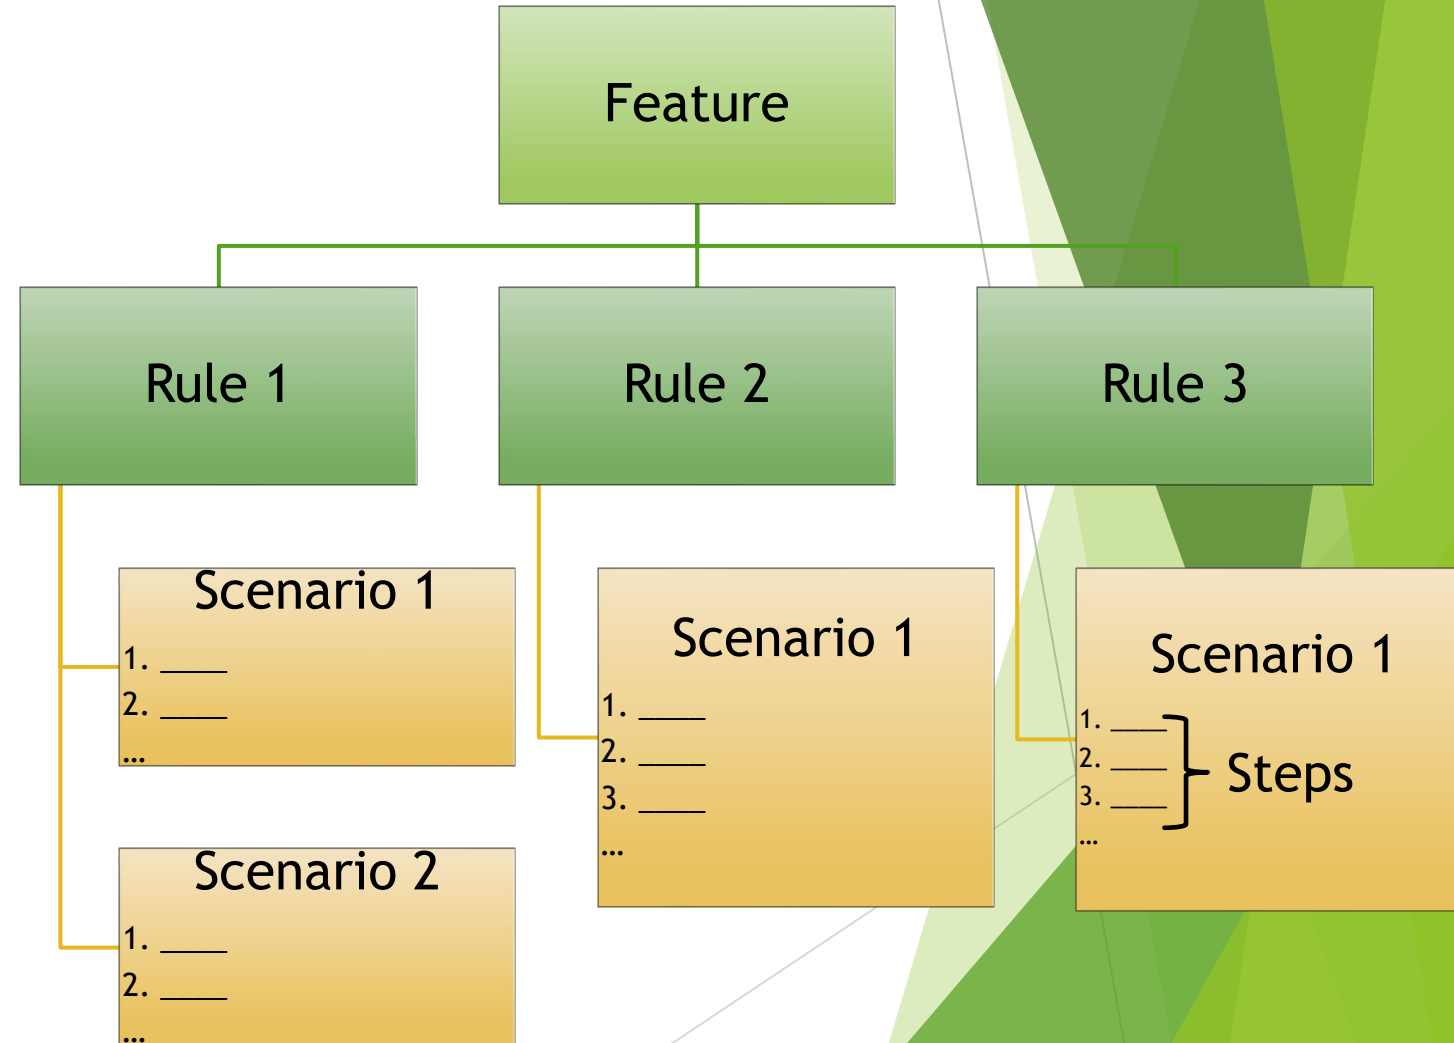 Feature
Rule 1
Rule 2
Rule 3
Scenario 1
1. ____
2. ____
…
Scenario 2
1. ____
2. ____
…
Scenario 1
1. ____
2. ____
3. ____
…
Scenario 1
1. ____
2. ____
3. ____
…
Steps